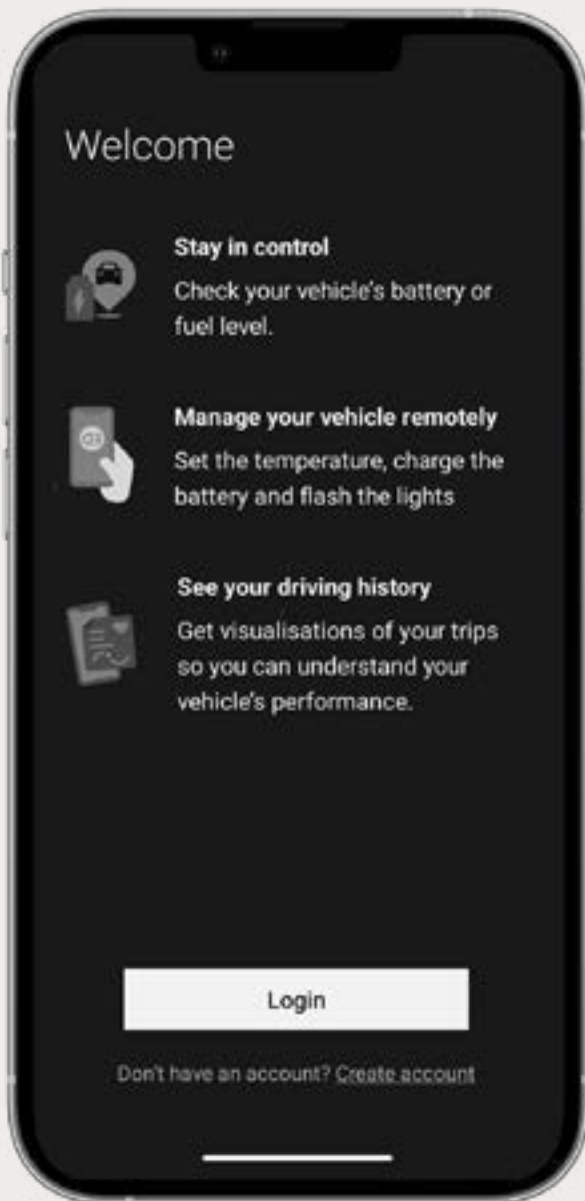 Welcome
Stay in control
Check your vehicle's battery or
fuel level.
Manage your vehicle remotely
Set the temperature, charge the
battery and flash the lights
See your driving history
Get visualisations of your trips
so you can understand your
vehicle's performance.
Login
Don't have an account? Create account